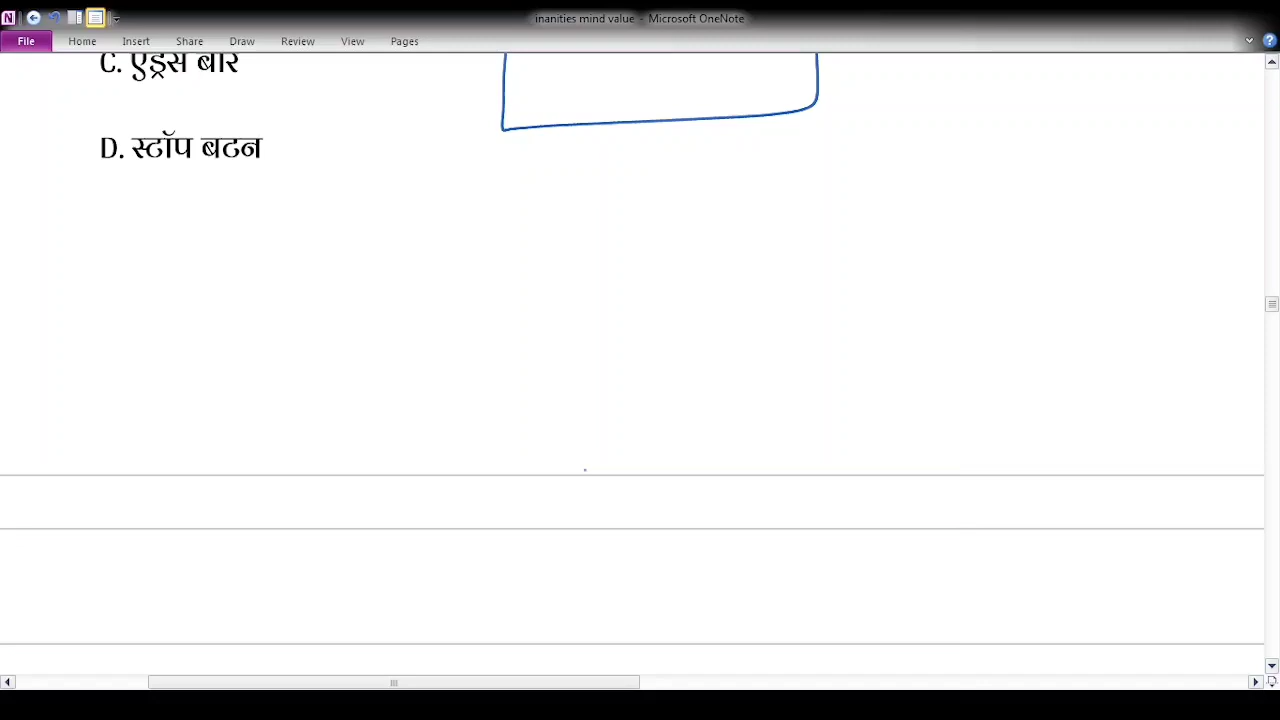 inanities mind value - Microsoft OneNote
File Home Insert Share Draw Review View Pages
C. एड्रेस बार
D. स्टॉप बटन